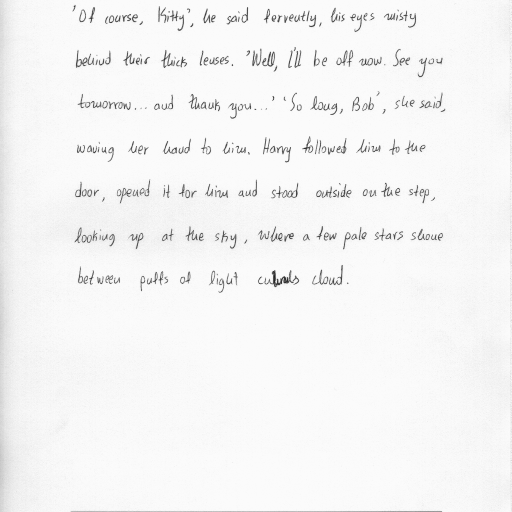 'Of course, Kitty', he said fervently, his eyes misty
behind their thick lenses. 'Well, I'll be off now. See you
tomorrow... and thank you...' 'So long, Bob', she said,
waving her hand to him. Harry followed him to the
door, opened it for him and stood outside on the step,
looking up at the sky, where a few pale stars shone
between puffs of light cloud.